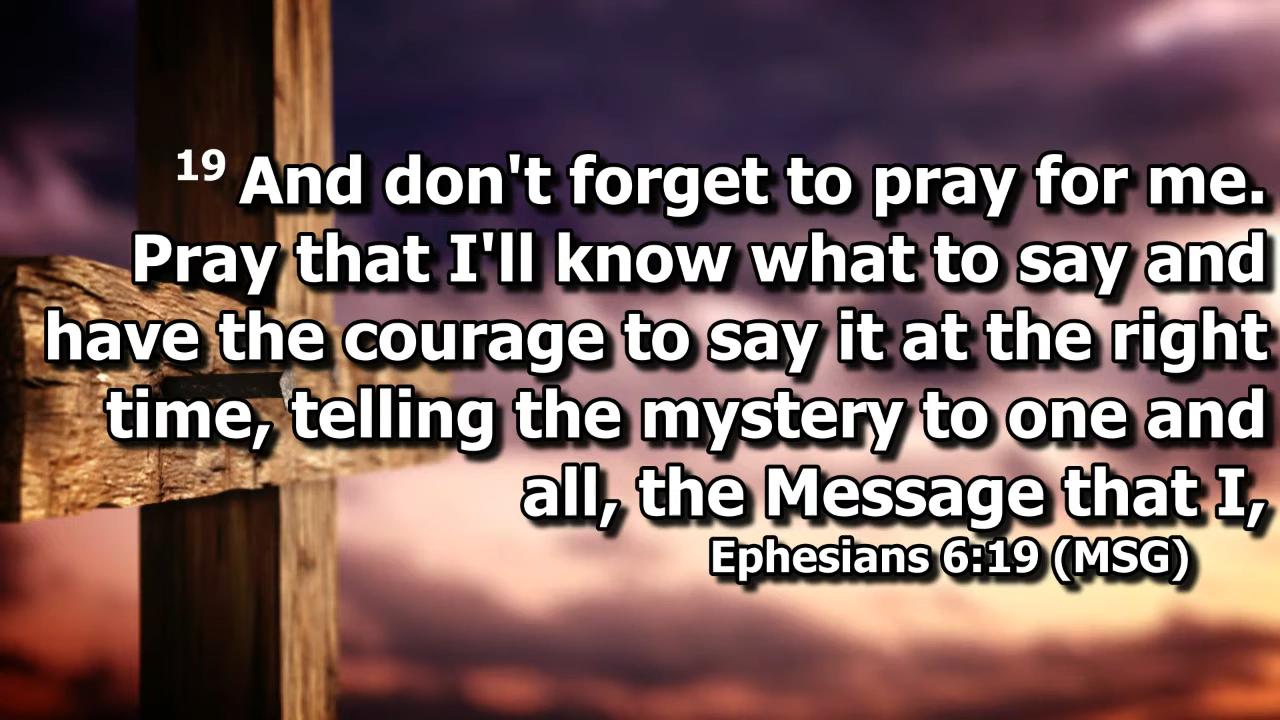 19 And don't forget to pray for me.
Pray that I'll know what to say and
have the courage to say it at the right
time, telling the mystery to one and
all, the Message that I,
Ephesians 6:19 (MSG)